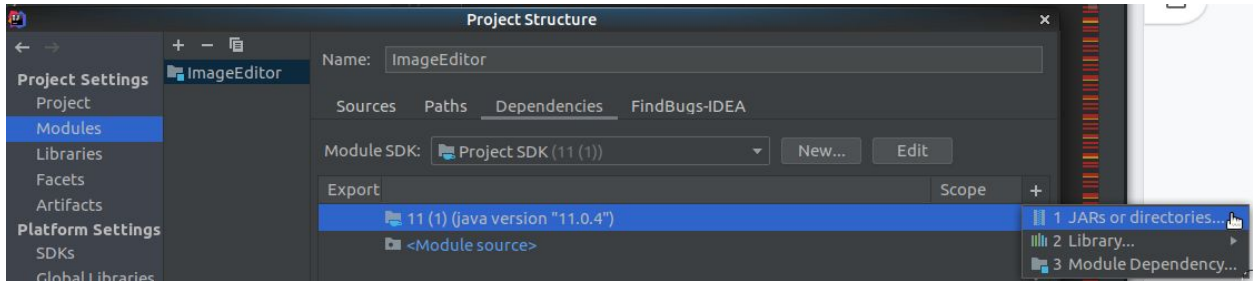 Project Structure
Project Settings
Project
Modules
Libraries
Facets
Artifacts
Platform Settings
SDKs
Global Libraries
ImageEditor
Name: ImageEditor
Sources Paths Dependencies FindBugs-IDEA
Module SDK: Project SDK (11 (1)) New... Edit
Export Scope
11 (1) (java version "11.0.4")
<Module source>
1 JARs or directories...
2 Library...
3 Module Dependency...